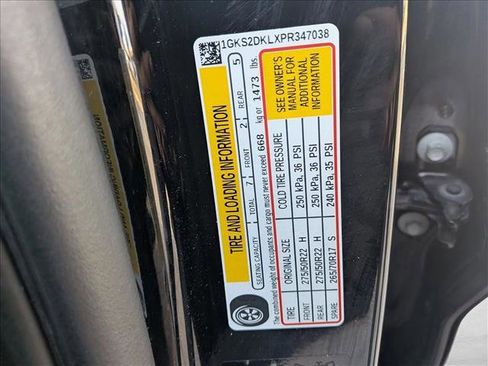 1GKS2DKLXPR347038
TIRE AND LOADING INFORMATION
SEATING CAPACITY TOTAL 7 FRONT 2 REAR 5
The combined weight of occupants and cargo must never exceed 668 kg or 1473 lbs.
TIRE ORIGINAL SIZE COLD TIRE PRESSURE
FRONT 275/50R22 H 250 kPa, 36 PSI
REAR 275/50R22 H 250 kPa, 36 PSI
SPARE 265/70R17 S 240 kPa, 35 PSI
SEE OWNER'S
MANUAL FOR
ADDITIONAL
INFORMATION